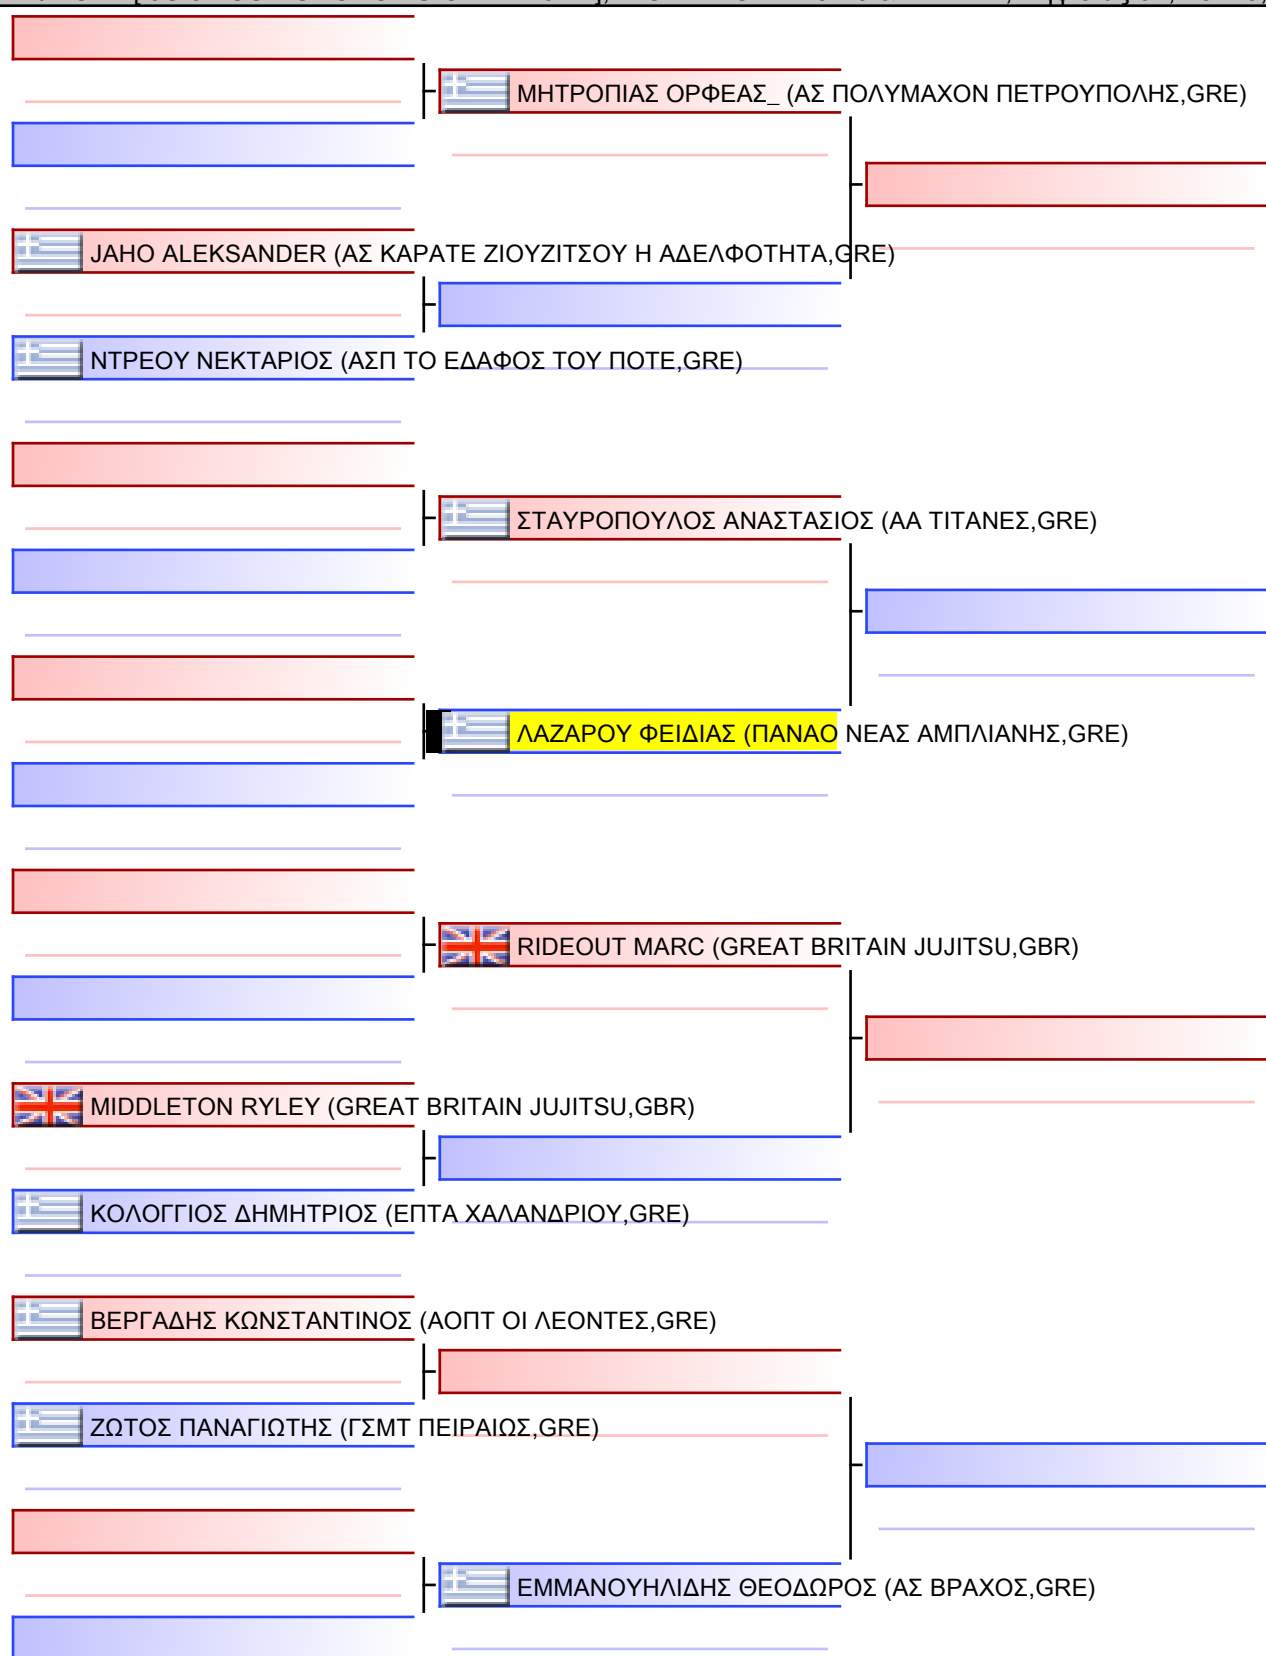 ΜΗΤΡΟΠΙΑΣ ΟΡΦΕΑΣ_ (ΑΣ ΠΟΛΥΜΑΧΟΝ ΠΕΤΡΟΥΠΟΛΗΣ,GRE)
JAHO ALEKSANDER (ΑΣ ΚΑΡΑΤΕ ΖΙΟΥΖΙΤΣΟΥ Η ΑΔΕΛΦΟΤΗΤΑ,GRE)
ΝΤΡΕΟΥ ΝΕΚΤΑΡΙΟΣ (ΑΣΠ ΤΟ ΕΔΑΦΟΣ ΤΟΥ ΠΟΤΕ,GRE)
ΣΤΑΥΡΟΠΟΥΛΟΣ ΑΝΑΣΤΑΣΙΟΣ (ΑΑ ΤΙΤΑΝΕΣ,GRE)
ΛΑΖΑΡΟΥ ΦΕΙΔΙΑΣ (ΠΑΝΑΟ ΝΕΑΣ ΑΜΠΛΙΑΝΗΣ,GRE)
RIDEOUT MARC (GREAT BRITAIN JUJITSU,GBR)
MIDDLETON RYLEY (GREAT BRITAIN JUJITSU,GBR)
ΚΟΛΟΓΓΙΟΣ ΔΗΜΗΤΡΙΟΣ (ΕΠΤΑ ΧΑΛΑΝΔΡΙΟΥ,GRE)
ΒΕΡΓΑΔΗΣ ΚΩΝΣΤΑΝΤΙΝΟΣ (ΑΟΠΤ ΟΙ ΛΕΟΝΤΕΣ,GRE)
ΖΩΤΟΣ ΠΑΝΑΓΙΩΤΗΣ (ΓΣΜΤ ΠΕΙΡΑΙΩΣ,GRE)
ΕΜΜΑΝΟΥΗΛΙΔΗΣ ΘΕΟΔΩΡΟΣ (ΑΣ ΒΡΑΧΟΣ,GRE)